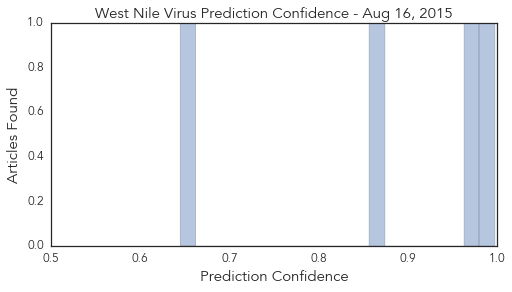 West Nile Virus Prediction Confidence - Aug 16, 2015
1.0
0.8
0.6
0.4
0.2
0.0
Articles Found
0.5 0.6 0.7 0.8 0.9 1.0
Prediction Confidence